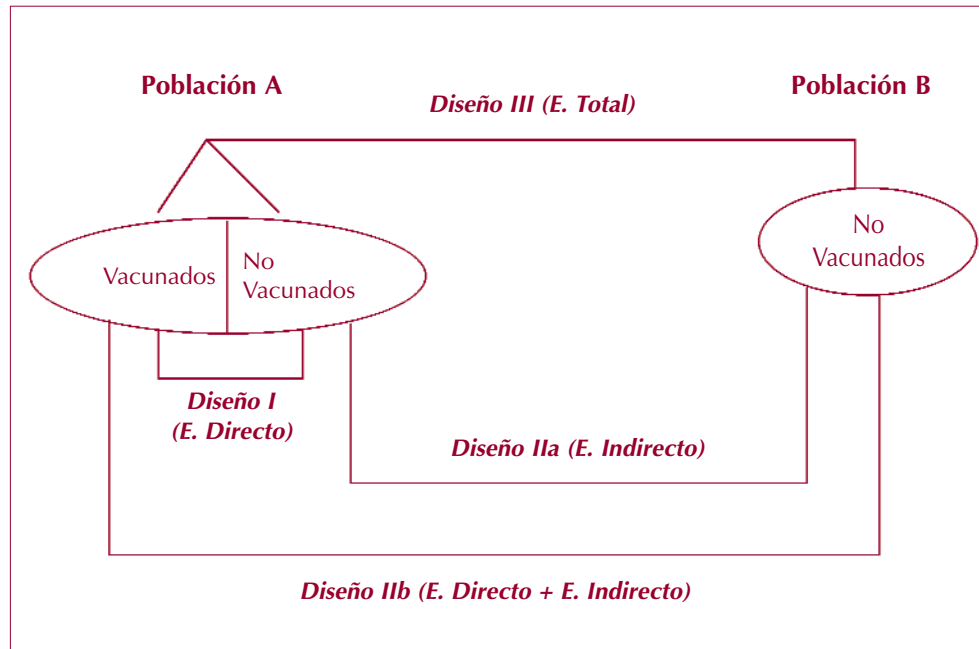 Población A
Población B
Diseño III (E. Total)
Vacunados
No
Vacunados
No
Vacunados
Diseño I
(E. Directo)
Diseño IIa (E. Indirecto)
Diseño IIb (E. Directo + E. Indirecto)